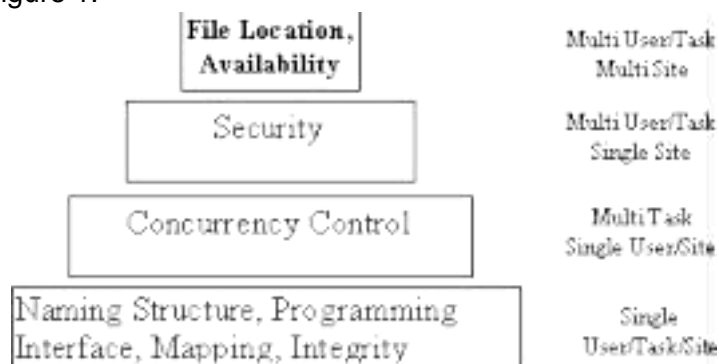 File Location,
Availability
Multi User/Task
Multi Site
Security
Multi User/Task
Single Site
Concurrency Control
Multi Task
Single User/Site
Naming Structure, Programming
Interface, Mapping, Integrity
Single
User/Task/Site